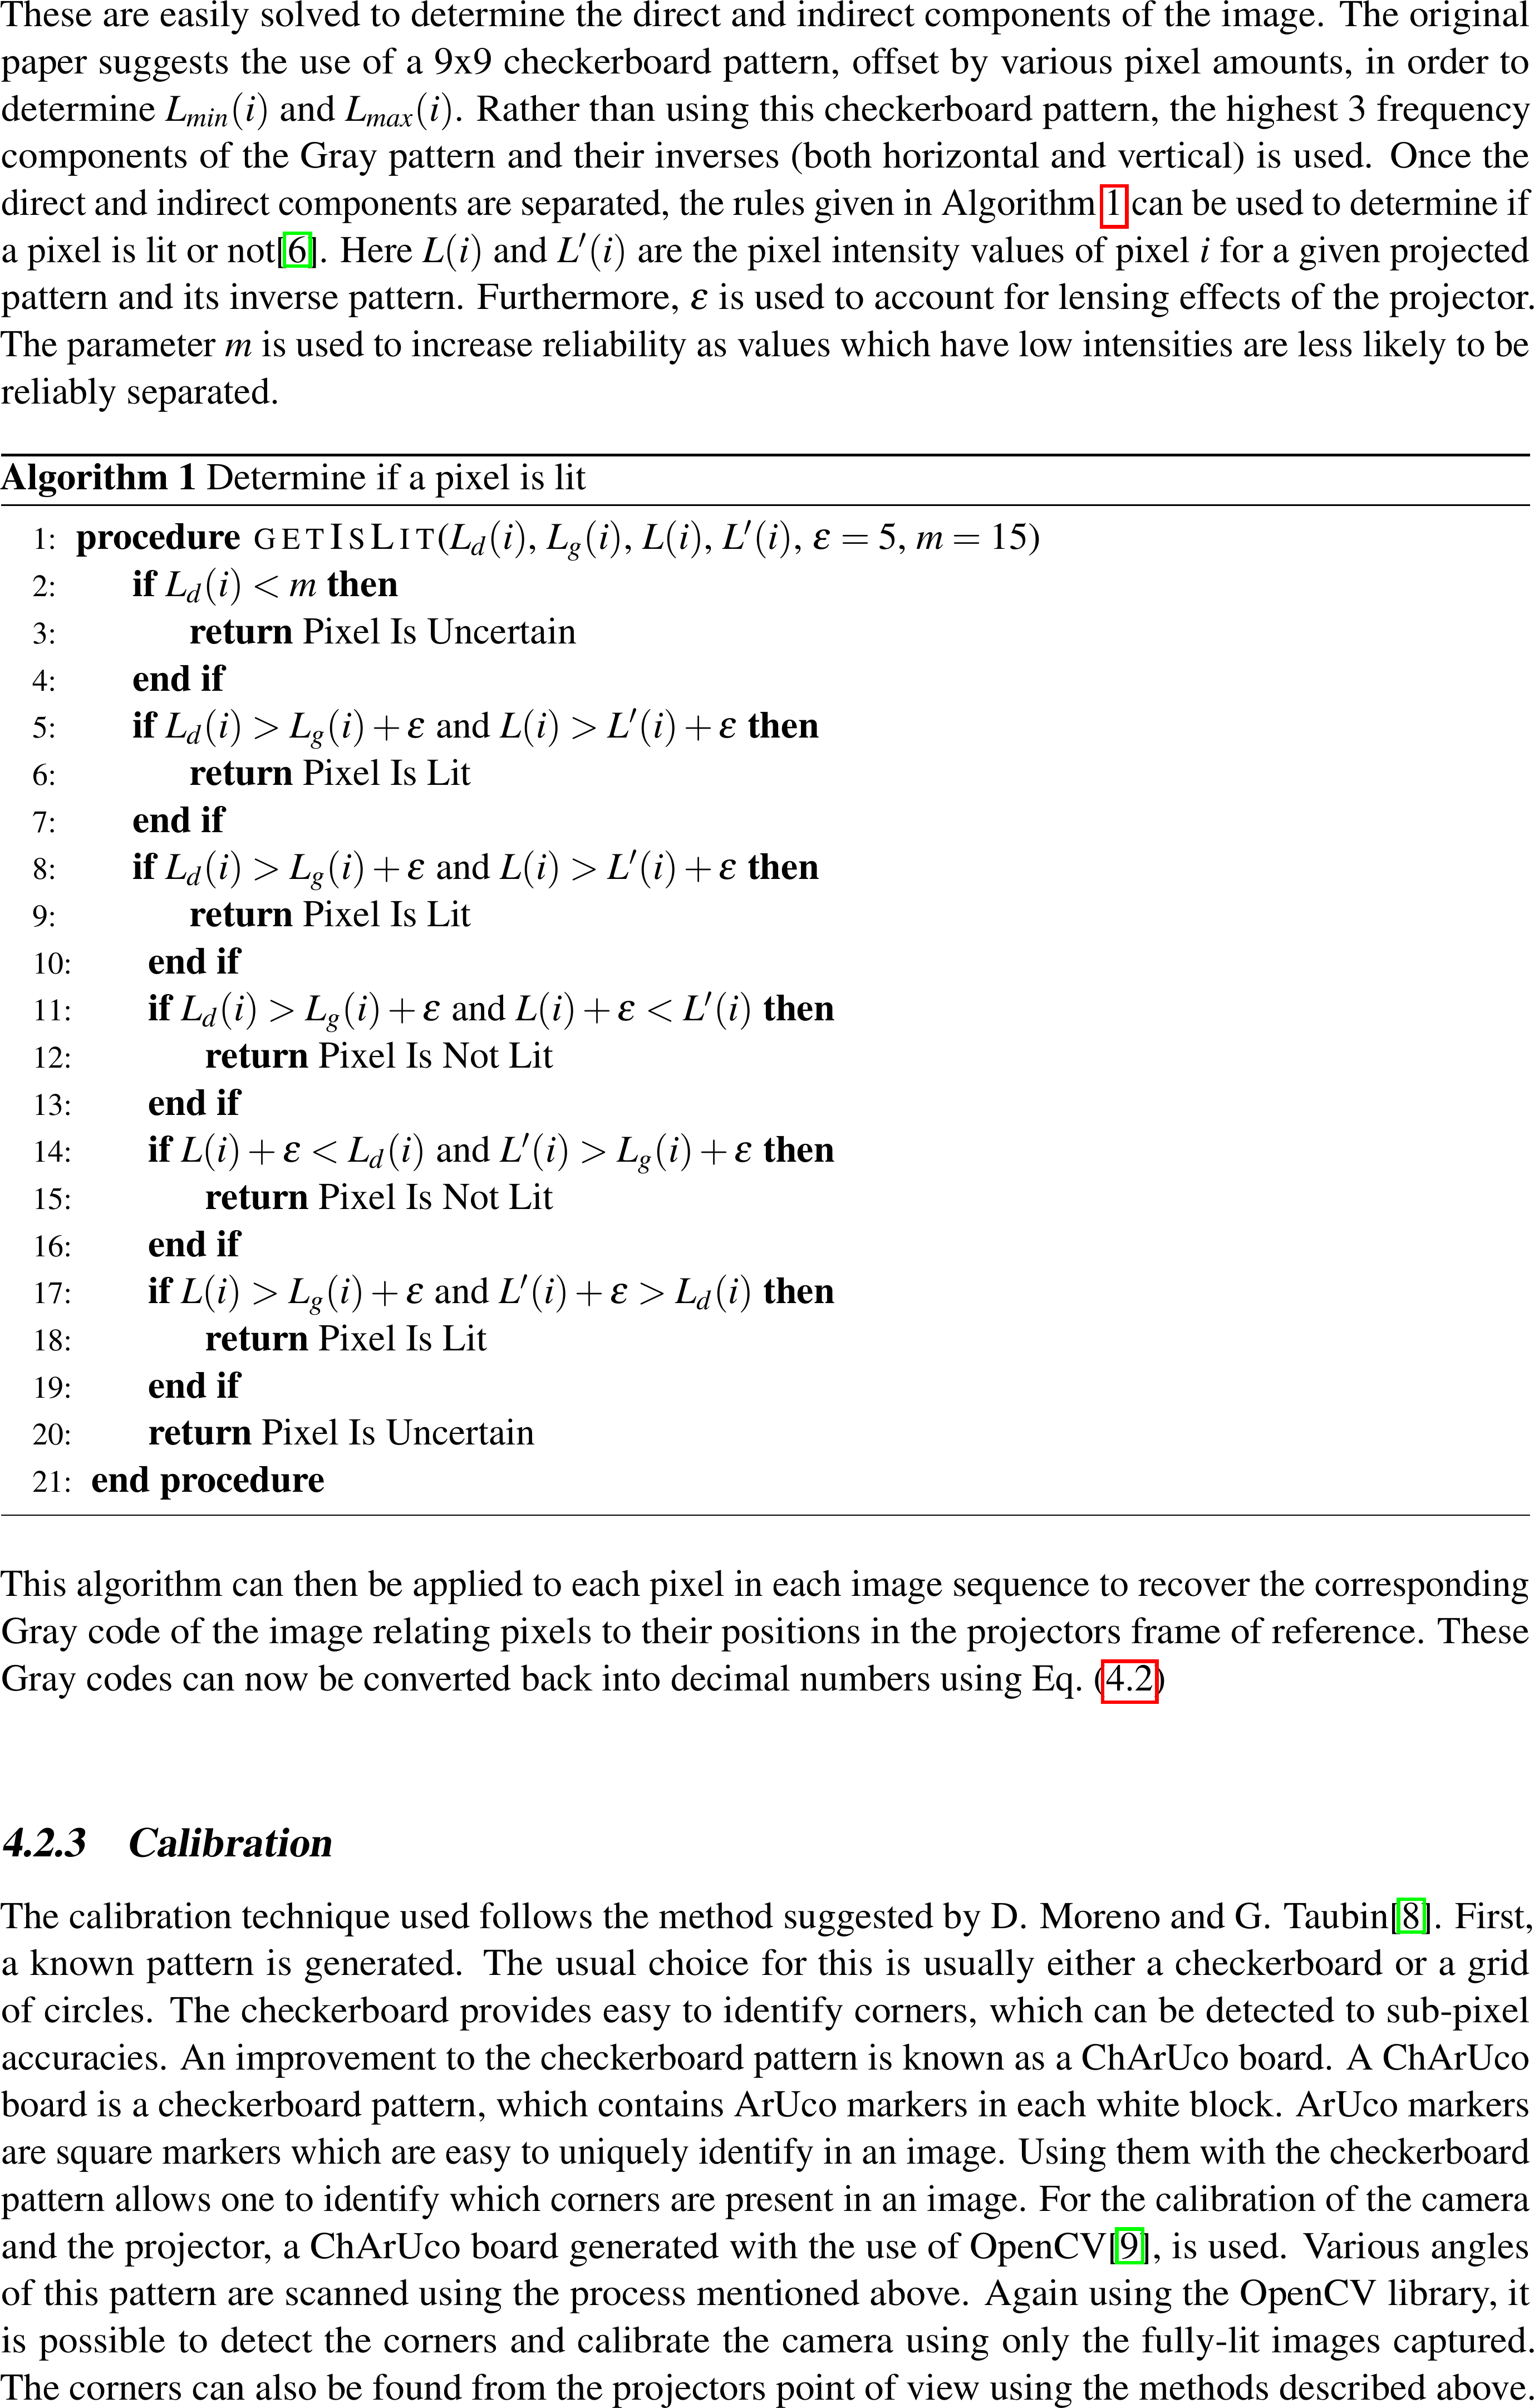 These are easily solved to determine the direct and indirect components of the image. The original
paper suggests the use of a 9x9 checkerboard pattern, offset by various pixel amounts, in order to
determine L_min(i) and L_max(i). Rather than using this checkerboard pattern, the highest 3 frequency
components of the Gray pattern and their inverses (both horizontal and vertical) is used. Once the
direct and indirect components are separated, the rules given in Algorithm 1 can be used to determine if
a pixel is lit or not[6]. Here L(i) and L′(i) are the pixel intensity values of pixel i for a given projected
pattern and its inverse pattern. Furthermore, ε is used to account for lensing effects of the projector.
The parameter m is used to increase reliability as values which have low intensities are less likely to be
reliably separated.
Algorithm 1 Determine if a pixel is lit
1: procedure GETISLIT(L_d(i), L_g(i), L(i), L′(i), ε = 5, m = 15)
2: if L_d(i) < m then
3: return Pixel Is Uncertain
4: end if
5: if L_d(i) > L_g(i) + ε and L(i) > L′(i) + ε then
6: return Pixel Is Lit
7: end if
8: if L_d(i) > L_g(i) + ε and L(i) > L′(i) + ε then
9: return Pixel Is Lit
10: end if
11: if L_d(i) > L_g(i) + ε and L(i) + ε < L′(i) then
12: return Pixel Is Not Lit
13: end if
14: if L(i) + ε < L_d(i) and L′(i) > L_g(i) + ε then
15: return Pixel Is Not Lit
16: end if
17: if L(i) > L_g(i) + ε and L′(i) + ε > L_d(i) then
18: return Pixel Is Lit
19: end if
20: return Pixel Is Uncertain
21: end procedure
This algorithm can then be applied to each pixel in each image sequence to recover the corresponding
Gray code of the image relating pixels to their positions in the projectors frame of reference. These
Gray codes can now be converted back into decimal numbers using Eq. (4.2)
4.2.3 Calibration
The calibration technique used follows the method suggested by D. Moreno and G. Taubin[8]. First,
a known pattern is generated. The usual choice for this is usually either a checkerboard or a grid
of circles. The checkerboard provides easy to identify corners, which can be detected to sub-pixel
accuracies. An improvement to the checkerboard pattern is known as a ChArUco board. A ChArUco
board is a checkerboard pattern, which contains ArUco markers in each white block. ArUco markers
are square markers which are easy to uniquely identify in an image. Using them with the checkerboard
pattern allows one to identify which corners are present in an image. For the calibration of the camera
and the projector, a ChArUco board generated with the use of OpenCV[9], is used. Various angles
of this pattern are scanned using the process mentioned above. Again using the OpenCV library, it
is possible to detect the corners and calibrate the camera using only the fully-lit images captured.
The corners can also be found from the projectors point of view using the methods described above.